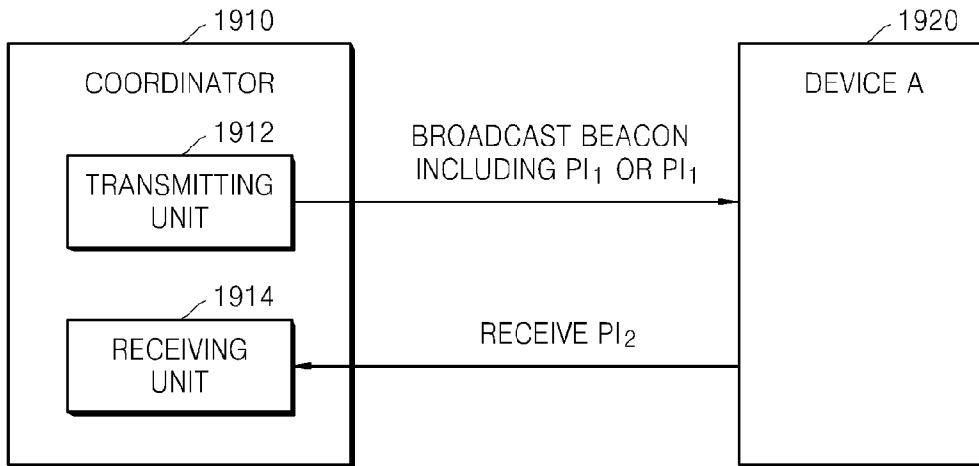 1910
1920
COORDINATOR
DEVICE A
1912
TRANSMITTING
UNIT
BROADCAST BEACON
INCLUDING PI₁ OR PI₁
1914
RECEIVING
UNIT
RECEIVE PI₂